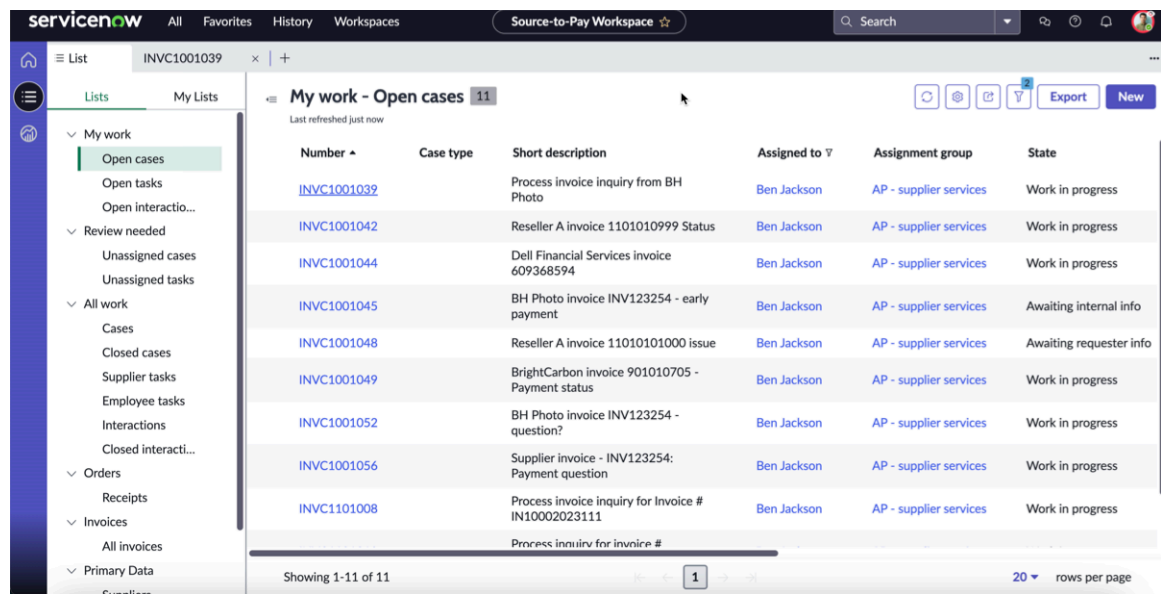 servicenow All Favorites History Workspaces Source-to-Pay Workspace Search
List INVC1001039
Lists My Lists
My work - Open cases 11 2 Export New
Last refreshed just now
My work
Open cases
Open tasks
Open interactio...
Review needed
Unassigned cases
Unassigned tasks
All work
Cases
Closed cases
Supplier tasks
Employee tasks
Interactions
Closed interacti...
Orders
Receipts
Invoices
All invoices
Primary Data
Suppliers
Number Case type Short description Assigned to Assignment group State
INVC1001039 Process invoice inquiry from BH Ben Jackson AP - supplier services Work in progress
Photo
INVC1001042 Reseller A invoice 1101010999 Status Ben Jackson AP - supplier services Work in progress
INVC1001044 Dell Financial Services invoice Ben Jackson AP - supplier services Work in progress
609368594
INVC1001045 BH Photo invoice INV123254 - early Ben Jackson AP - supplier services Awaiting internal info
payment
INVC1001048 Reseller A invoice 11010101000 issue Ben Jackson AP - supplier services Awaiting requester info
INVC1001049 BrightCarbon invoice 901010705 - Ben Jackson AP - supplier services Work in progress
Payment status
INVC1001052 BH Photo invoice INV123254 - Ben Jackson AP - supplier services Work in progress
question?
INVC1001056 Supplier invoice - INV123254: Ben Jackson AP - supplier services Work in progress
Payment question
INVC1101008 Process invoice inquiry for Invoice # Ben Jackson AP - supplier services Work in progress
IN10002023111
Process inquiry for invoice #
Showing 1-11 of 11 1 20 rows per page